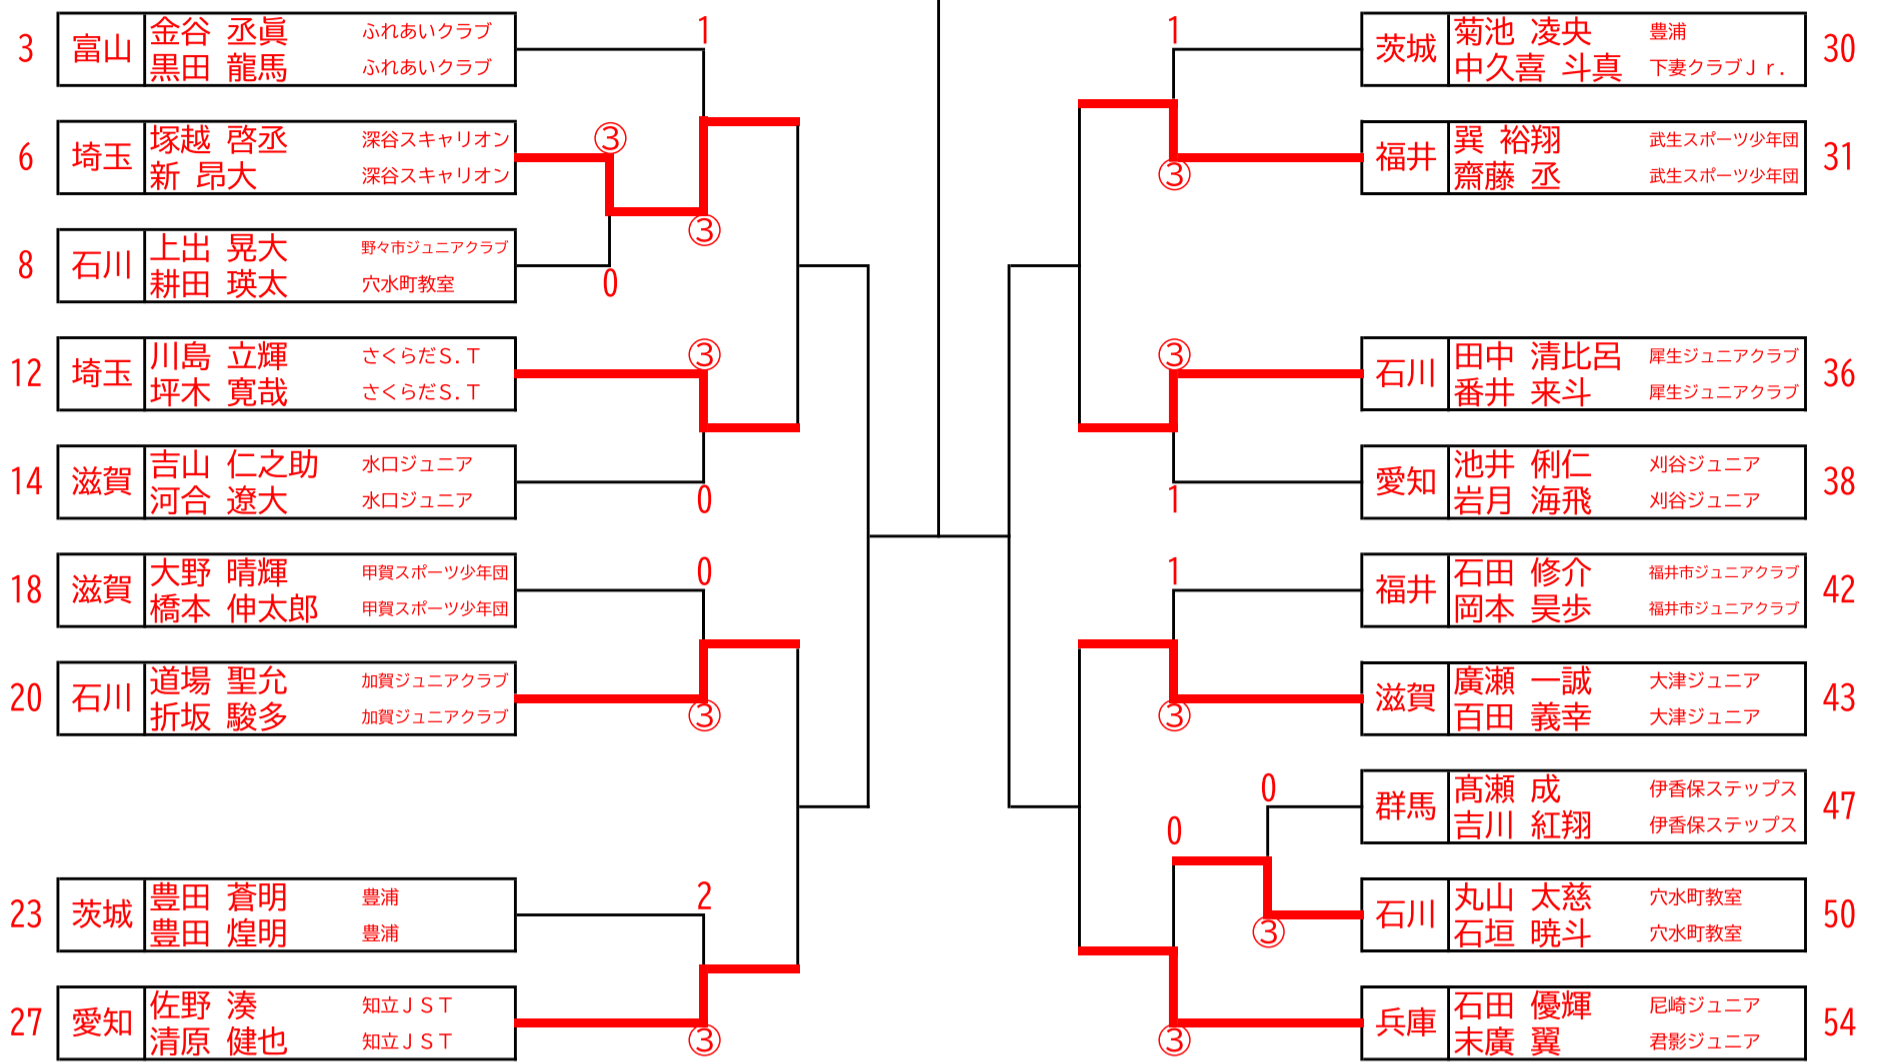 3 富山 金谷 丞眞 ふれあいクラブ
黒田 龍馬 ふれあいクラブ
1
6 埼玉 塚越 啓丞 深谷スキャリオン
新 昂大 深谷スキャリオン
③
③
8 石川 上出 晃大 野々市ジュニアクラブ
耕田 瑛太 穴水町教室
0
12 埼玉 川島 立輝 さくらだS.T
坪木 寛哉 さくらだS.T
③
14 滋賀 吉山 仁之助 水口ジュニア
河合 遼大 水口ジュニア
0
18 滋賀 大野 晴輝 甲賀スポーツ少年団
橋本 伸太郎 甲賀スポーツ少年団
0
20 石川 道場 聖允 加賀ジュニアクラブ
折坂 駿多 加賀ジュニアクラブ
③
23 茨城 豊田 蒼明 豊浦
豊田 煌明 豊浦
2
27 愛知 佐野 湊 知立JST
清原 健也 知立JST
③
1
茨城 菊池 凌央 豊浦 30
中久喜 斗真 下妻クラブJr.
福井 巽 裕翔 武生スポーツ少年団 31
齋藤 丞 武生スポーツ少年団
③
③
石川 田中 清比呂 犀生ジュニアクラブ 36
番井 来斗 犀生ジュニアクラブ
愛知 池井 俐仁 刈谷ジュニア 38
岩月 海飛 刈谷ジュニア
1
1
福井 石田 修介 福井市ジュニアクラブ 42
岡本 昊歩 福井市ジュニアクラブ
滋賀 廣瀬 一誠 大津ジュニア 43
百田 義幸 大津ジュニア
③
0
群馬 髙瀬 成 伊香保ステップス 47
吉川 紅翔 伊香保ステップス
0
石川 丸山 太慈 穴水町教室 50
石垣 暁斗 穴水町教室
③
兵庫 石田 優輝 尼崎ジュニア 54
末廣 翼 君影ジュニア
③